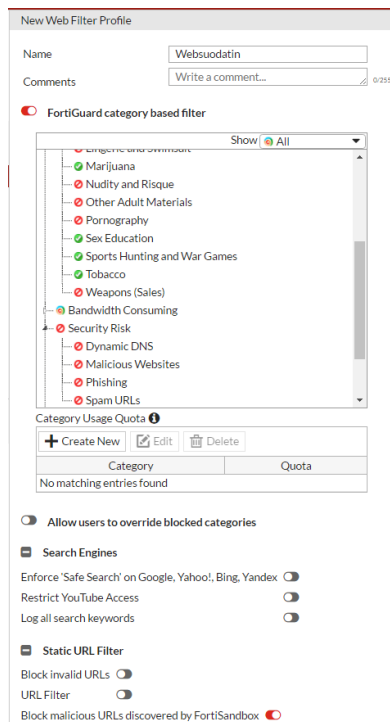 New Web Filter Profile
Name Websuodatin
Comments Write a comment... 0/255
FortiGuard category based filter
Show All
Lingerie and Swimsuit
Marijuana
Nudity and Risque
Other Adult Materials
Pornography
Sex Education
Sports Hunting and War Games
Tobacco
Weapons (Sales)
Bandwidth Consuming
Security Risk
Dynamic DNS
Malicious Websites
Phishing
Spam URLs
Category Usage Quota
Create New Edit Delete
Category Quota
No matching entries found
Allow users to override blocked categories
Search Engines
Enforce 'Safe Search' on Google, Yahoo!, Bing, Yandex
Restrict YouTube Access
Log all search keywords
Static URL Filter
Block invalid URLs
URL Filter
Block malicious URLs discovered by FortiSandbox